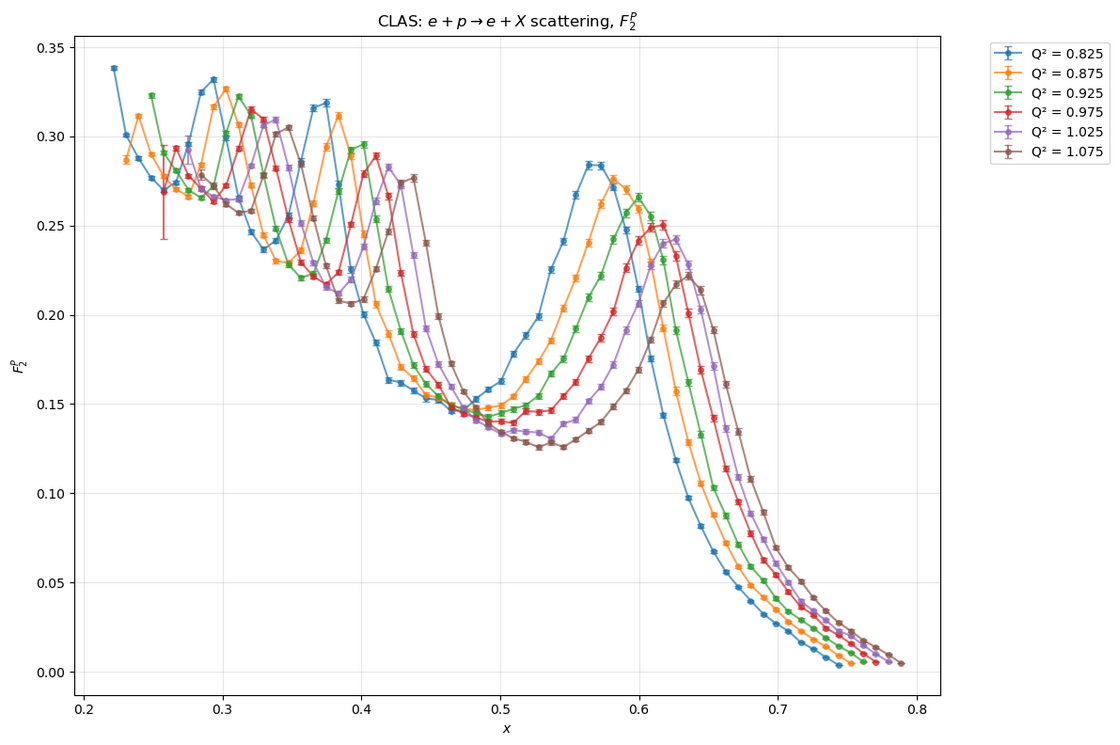 CLAS: e + p → e + X scattering, F₂ᵖ
0.35
0.30
0.25
0.20
0.15
0.10
0.05
0.00
F₂ᵖ
0.2 0.3 0.4 0.5 0.6 0.7 0.8
x
Q² = 0.825
Q² = 0.875
Q² = 0.925
Q² = 0.975
Q² = 1.025
Q² = 1.075